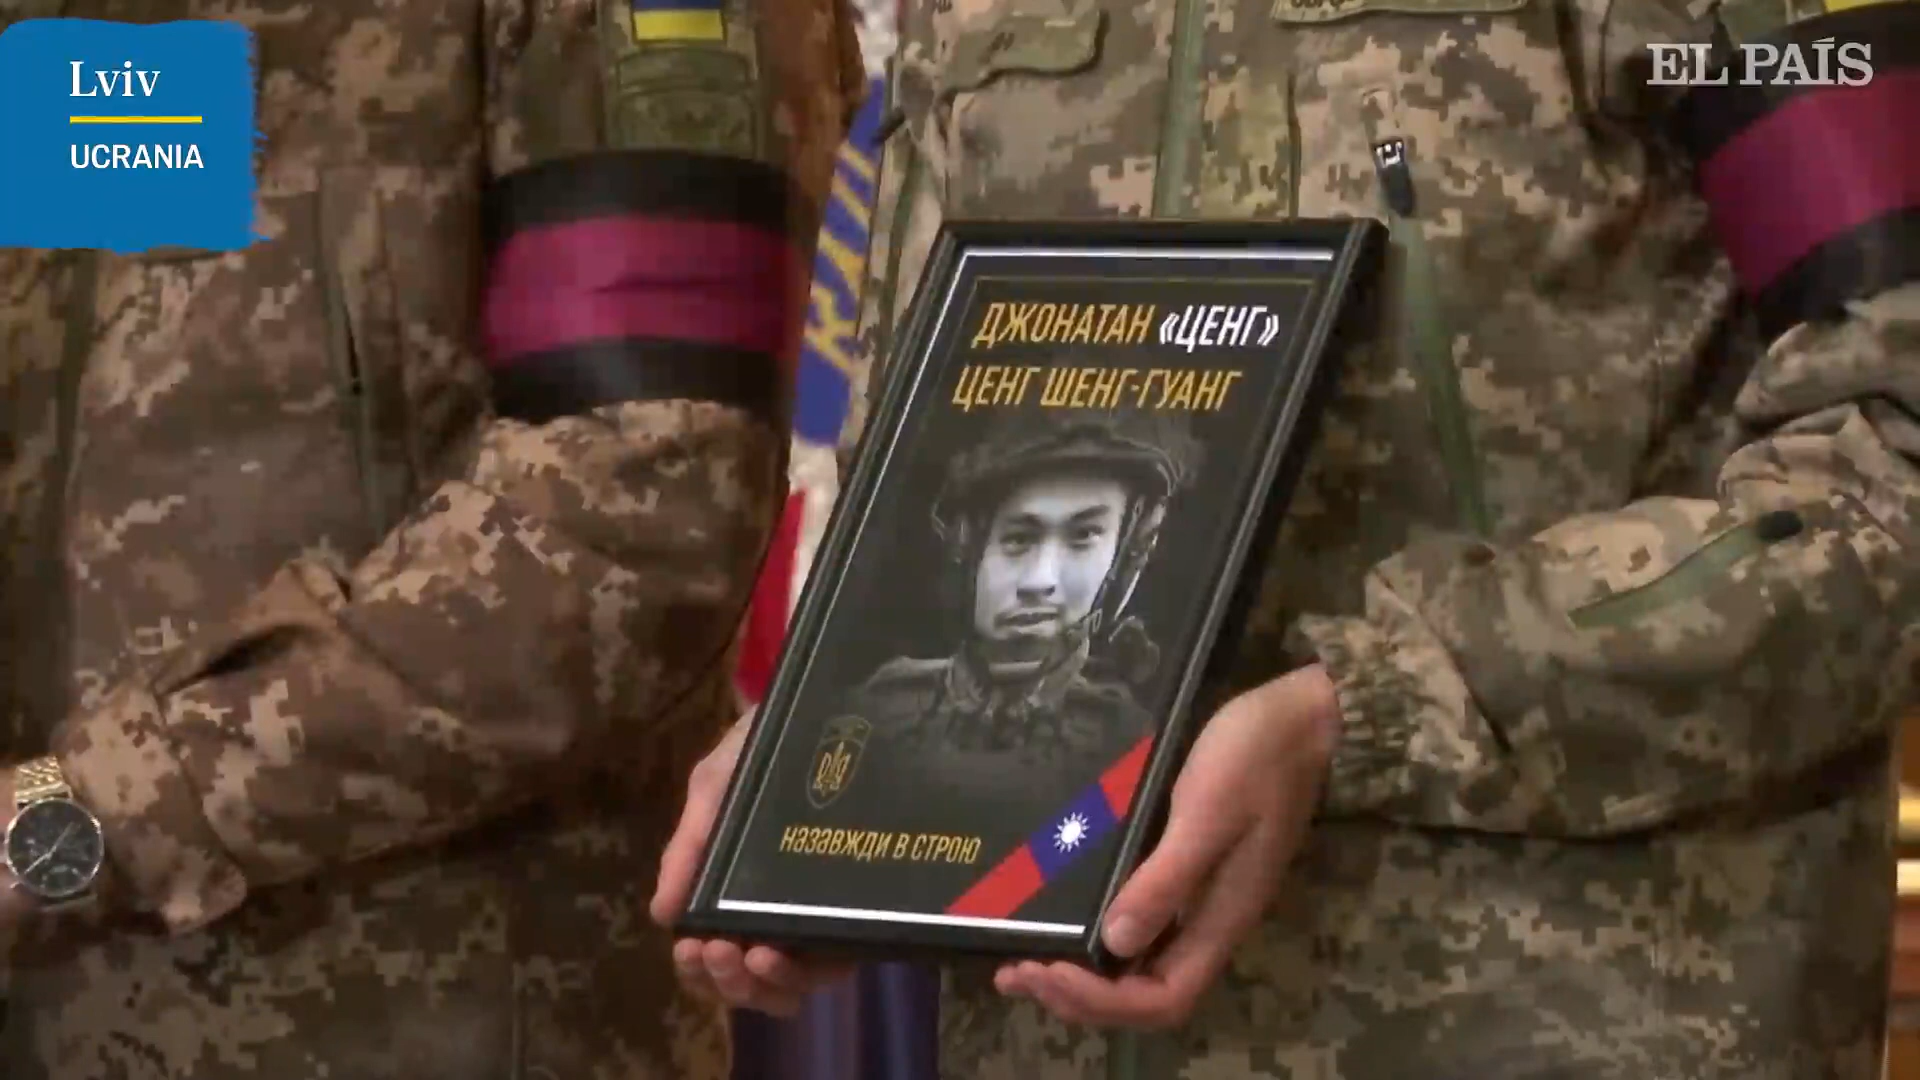 Lviv
UCRANIA
EL PAÍS
ДЖОНАТАН «ЦЕНГ»
ЦЕНГ ШЕНГ-ГУАНГ
НАЗАВЖДИ В СТРОЮ